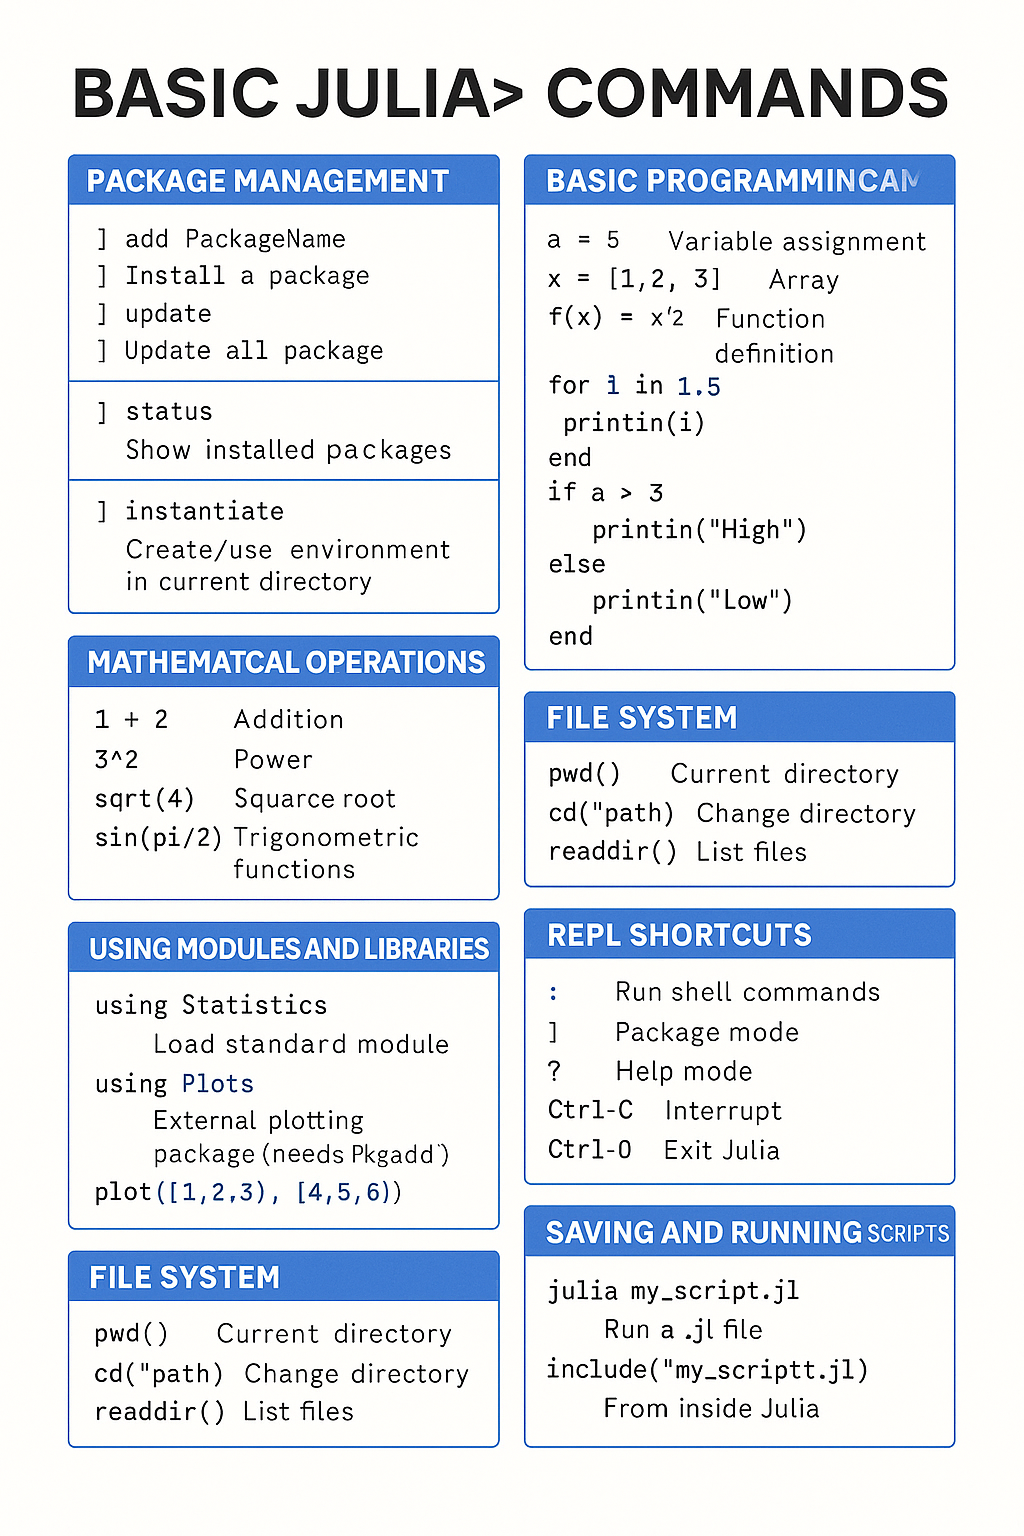 BASIC JULIA> COMMANDS
PACKAGE MANAGEMENT
] add PackageName
] Install a package
] update
] Update all package
] status
Show installed packages
] instantiate
Create/use environment
in current directory
MATHEMATCAL OPERATIONS
1 + 2 Addition
3^2 Power
sqrt(4) Squarce root
sin(pi/2) Trigonometric
functions
USING MODULES AND LIBRARIES
using Statistics
Load standard module
using Plots
External plotting
package (needs Pkgadd`)
plot([1,2,3), [4,5,6))
FILE SYSTEM
pwd() Current directory
cd("path) Change directory
readdir() List files
BASIC PROGRAMMINCAM
a = 5 Variable assignment
x = [1,2, 3] Array
f(x) = x′2 Function
definition
for i in 1.5
printin(i)
end
if a > 3
printin("High")
else
printin("Low")
end
FILE SYSTEM
pwd() Current directory
cd("path) Change directory
readdir() List files
REPL SHORTCUTS
: Run shell commands
] Package mode
? Help mode
Ctrl-C Interrupt
Ctrl-O Exit Julia
SAVING AND RUNNING SCRIPTS
julia my_script.jl
Run a .jl file
include("my_scriptt.jl)
From inside Julia